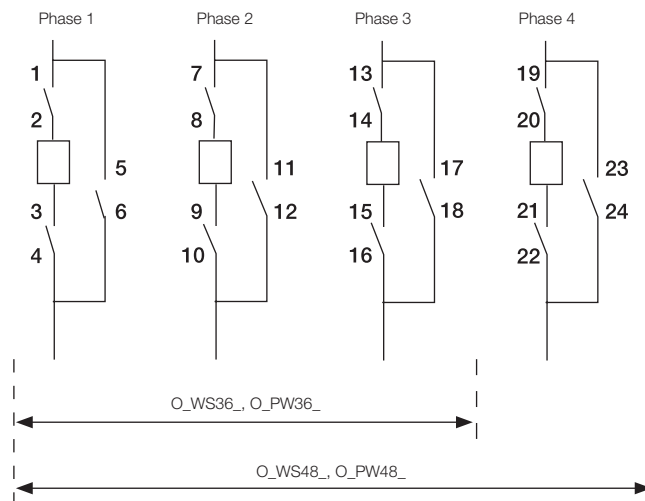 Phase 1 Phase 2 Phase 3 Phase 4
1 7 13 19
2 8 14 20
5 11 17 23
3 6 9 12 15 18 21 24
4 10 16 22
O_WS36_, O_PW36_
O_WS48_, O_PW48_